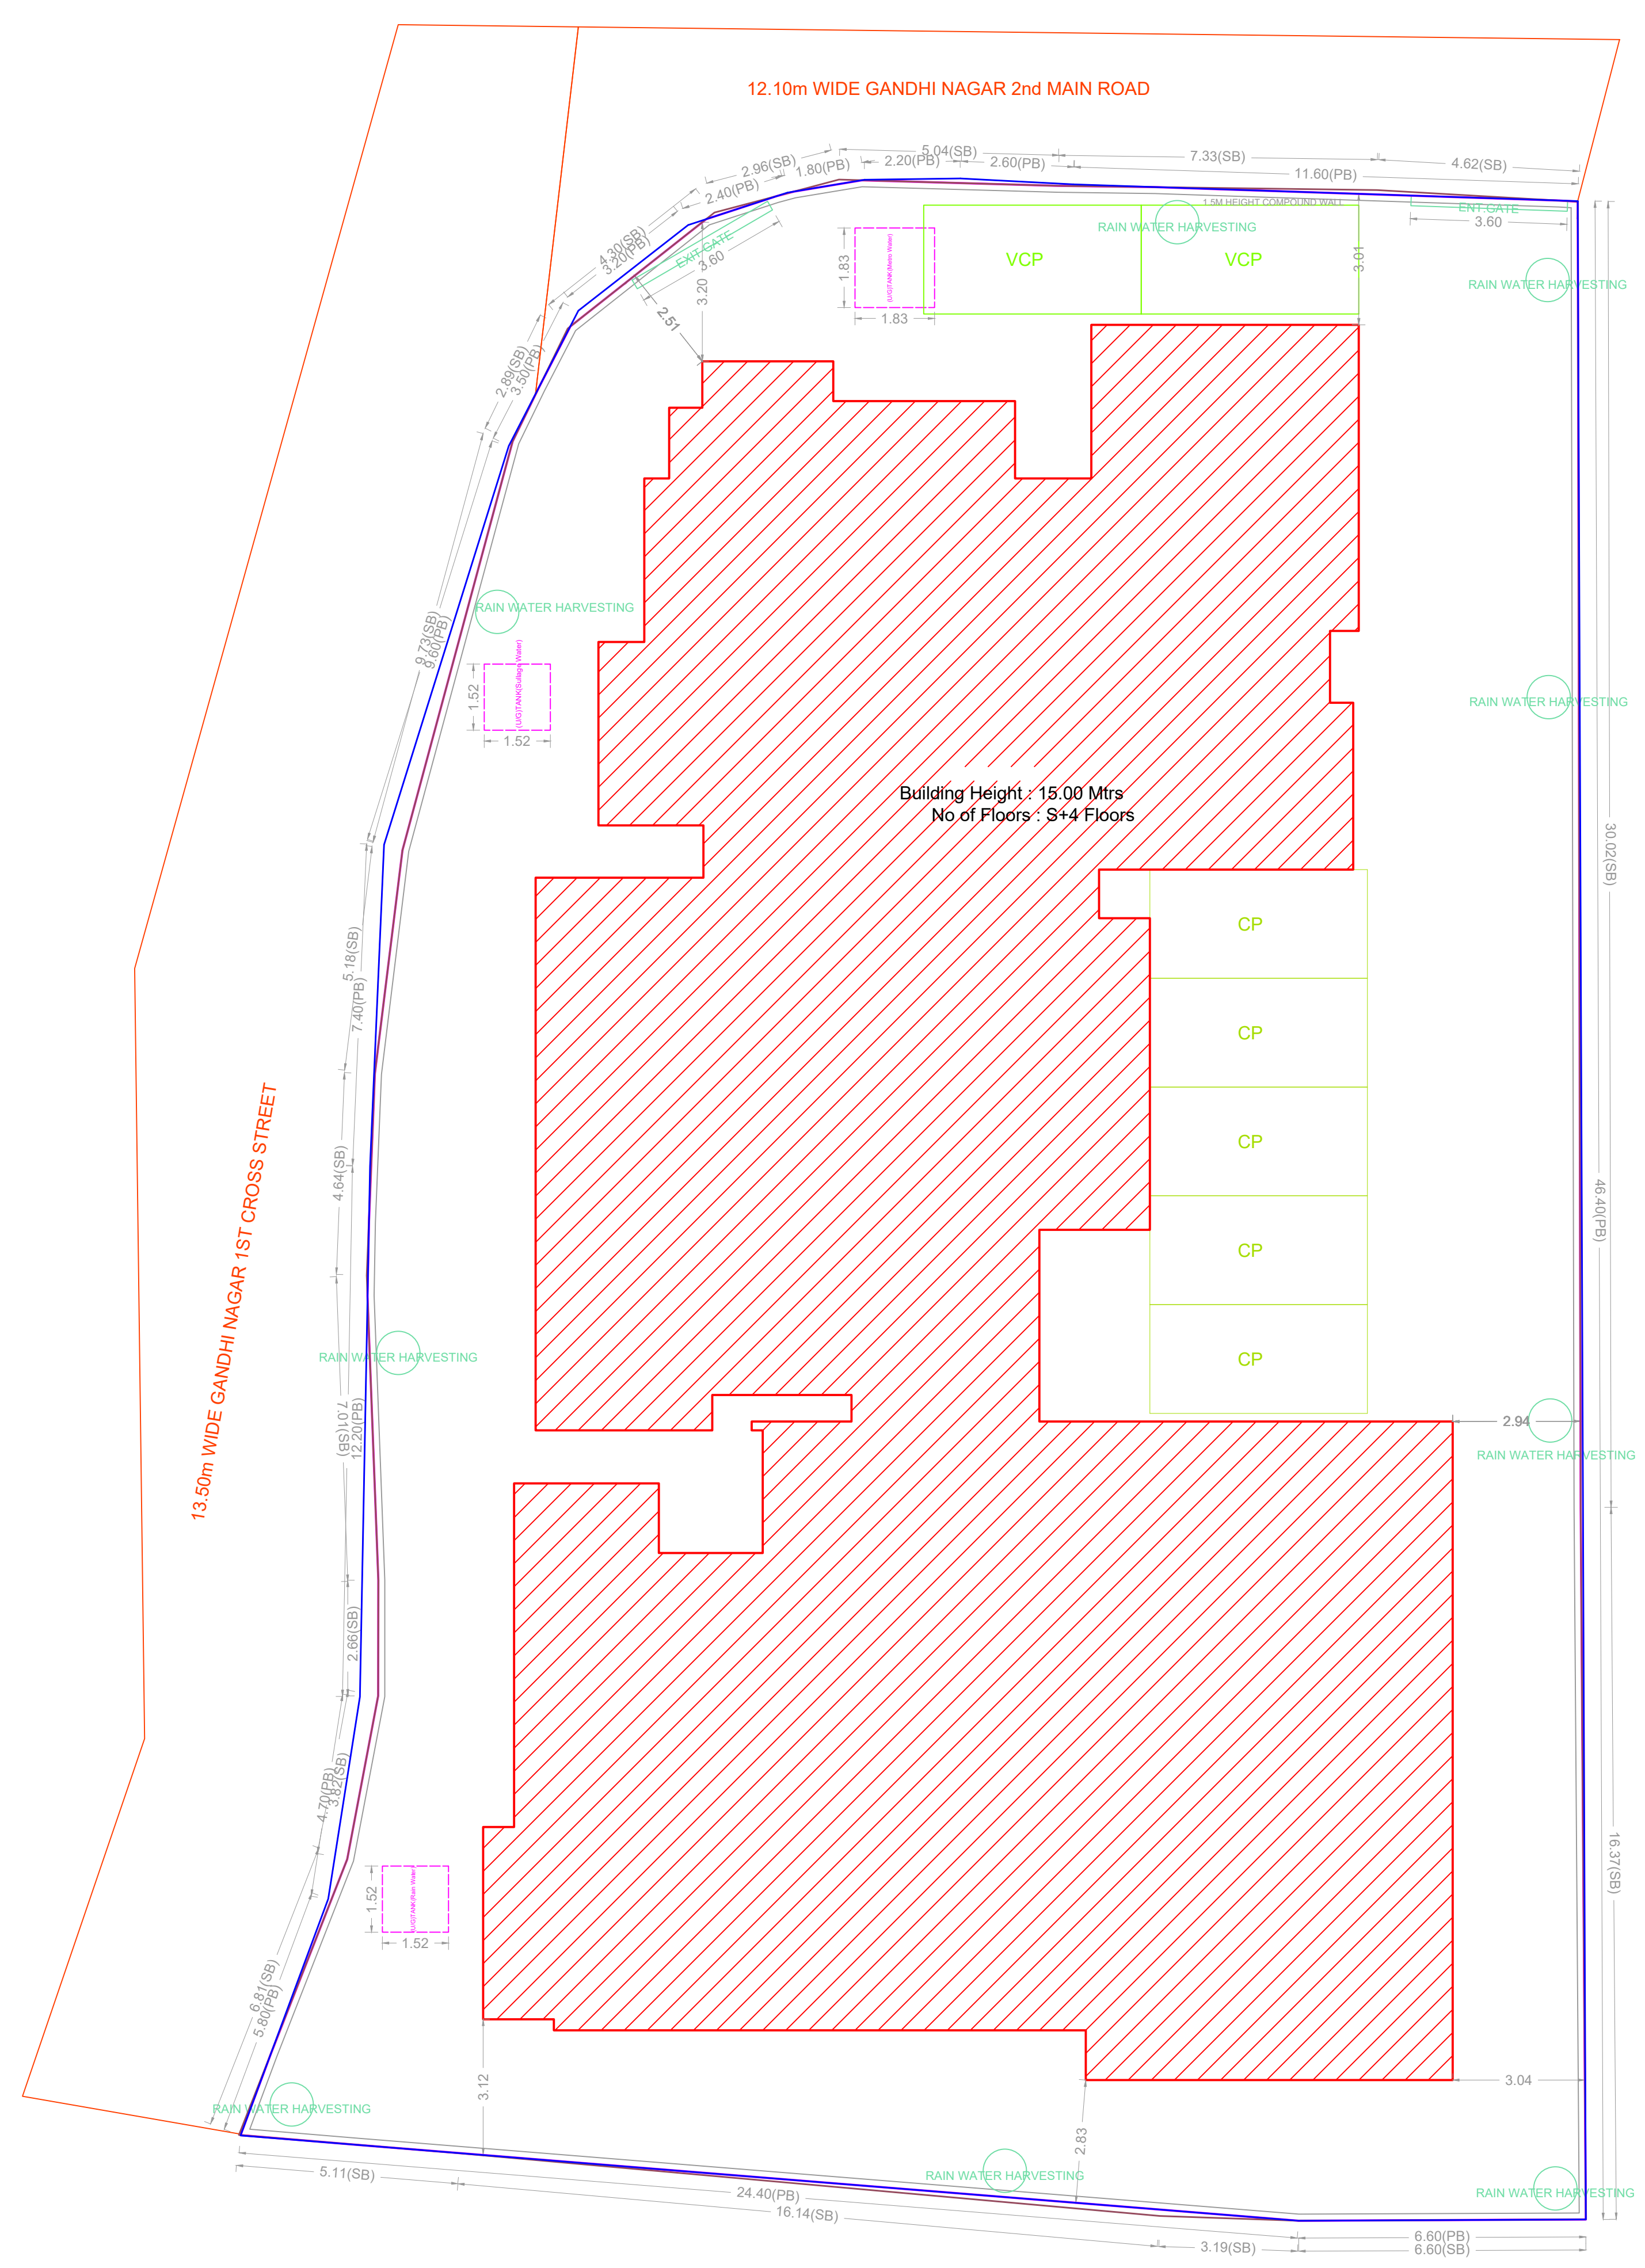 12.10m WIDE GANDHI NAGAR 2nd MAIN ROAD
5.04(SB)
7.33(SB)
4.62(SB)
2.96(SB)
1.80(PB)
2.20(PB)
2.60(PB)
11.60(PB)
2.40(PB)
4.30(SB)
3.20(PB)
EXIT GATE
3.60
1.5M HEIGHT COMPOUND WALL
ENT.GATE
3.60
RAIN WATER HARVESTING
VCP
VCP
1.83
(U/G)TANK(Metro Water)
1.83
3.01
3.20
2.51
RAIN WATER HARVESTING
2.89(SB)
3.50(PB)
RAIN WATER HARVESTING
9.73(SB)
9.60(PB)
1.52
(U/G)TANK(Sullage Water)
1.52
RAIN WATER HARVESTING
Building Height : 15.00 Mtrs
No of Floors : S+4 Floors
30.02(SB)
CP
5.18(SB)
7.40(PB)
CP
CP
4.64(SB)
46.40(PB)
CP
13.50m WIDE GANDHI NAGAR 1ST CROSS STREET
RAIN WATER HARVESTING
CP
7.01(SB)
12.20(PB)
2.94
RAIN WATER HARVESTING
2.66(SB)
4.70(PB)
3.82(SB)
16.37(SB)
1.52
(U/G)TANK(Rain Water)
1.52
6.81(SB)
5.80(PB)
3.12
3.04
2.83
RAIN WATER HARVESTING
RAIN WATER HARVESTING
RAIN WATER HARVESTING
5.11(SB)
24.40(PB)
16.14(SB)
3.19(SB)
6.60(PB)
6.60(SB)